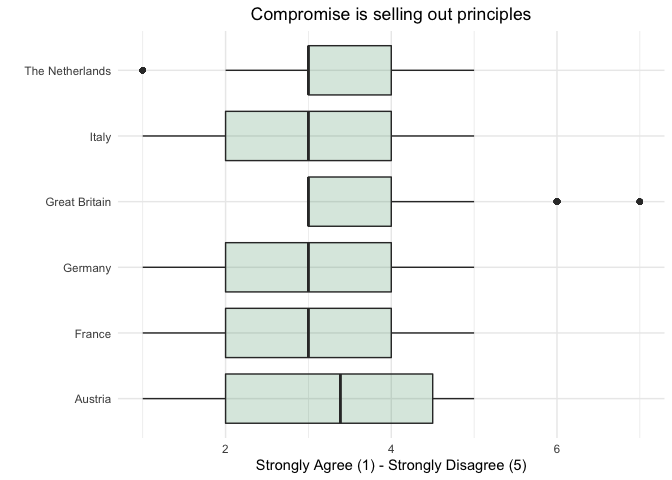 Compromise is selling out principles
The Netherlands
Italy
Great Britain
Germany
France
Austria
2 4 6
Strongly Agree (1) - Strongly Disagree (5)